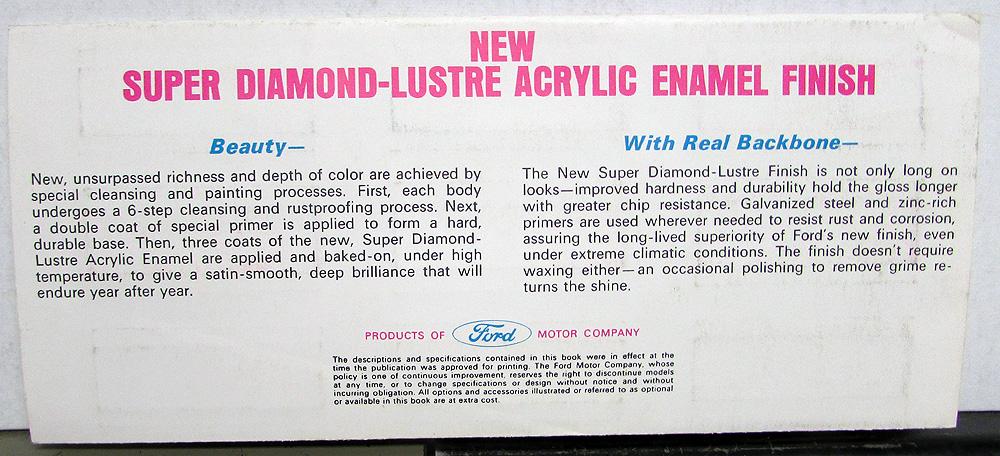 NEW
SUPER DIAMOND-LUSTRE ACRYLIC ENAMEL FINISH
Beauty—
New, unsurpassed richness and depth of color are achieved by
special cleansing and painting processes. First, each body
undergoes a 6-step cleansing and rustproofing process. Next,
a double coat of special primer is applied to form a hard,
durable base. Then, three coats of the new, Super Diamond-
Lustre Acrylic Enamel are applied and baked-on, under high
temperature, to give a satin-smooth, deep brilliance that will
endure year after year.
With Real Backbone—
The New Super Diamond-Lustre Finish is not only long on
looks—improved hardness and durability hold the gloss longer
with greater chip resistance. Galvanized steel and zinc-rich
primers are used wherever needed to resist rust and corrosion,
assuring the long-lived superiority of Ford's new finish, even
under extreme climatic conditions. The finish doesn't require
waxing either—an occasional polishing to remove grime re-
turns the shine.
PRODUCTS OF Ford MOTOR COMPANY
The descriptions and specifications contained in this book were in effect at the
time the publication was approved for printing. The Ford Motor Company, whose
policy is one of continuous improvement, reserves the right to discontinue models
at any time, or to change specifications or design without notice and without
incurring obligation. All options and accessories illustrated or referred to as optional
or available in this book are at extra cost.